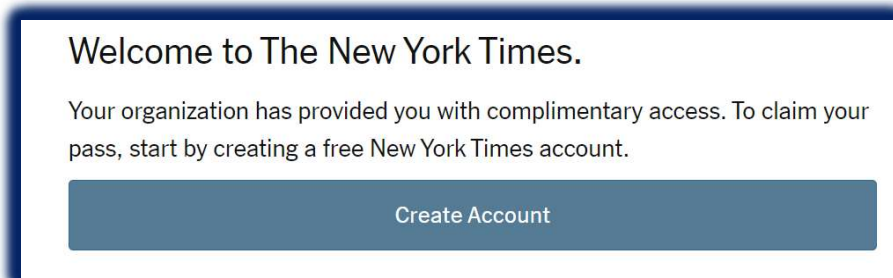 Welcome to The New York Times.
Your organization has provided you with complimentary access. To claim your
pass, start by creating a free New York Times account.
Create Account